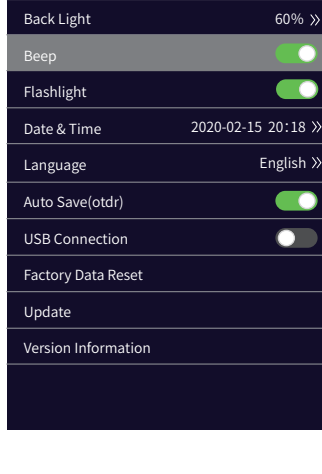 Back Light 60% »
Beep
Flashlight
Date & Time 2020-02-15 20:18 »
Language English »
Auto Save(otdr)
USB Connection
Factory Data Reset
Update
Version Information